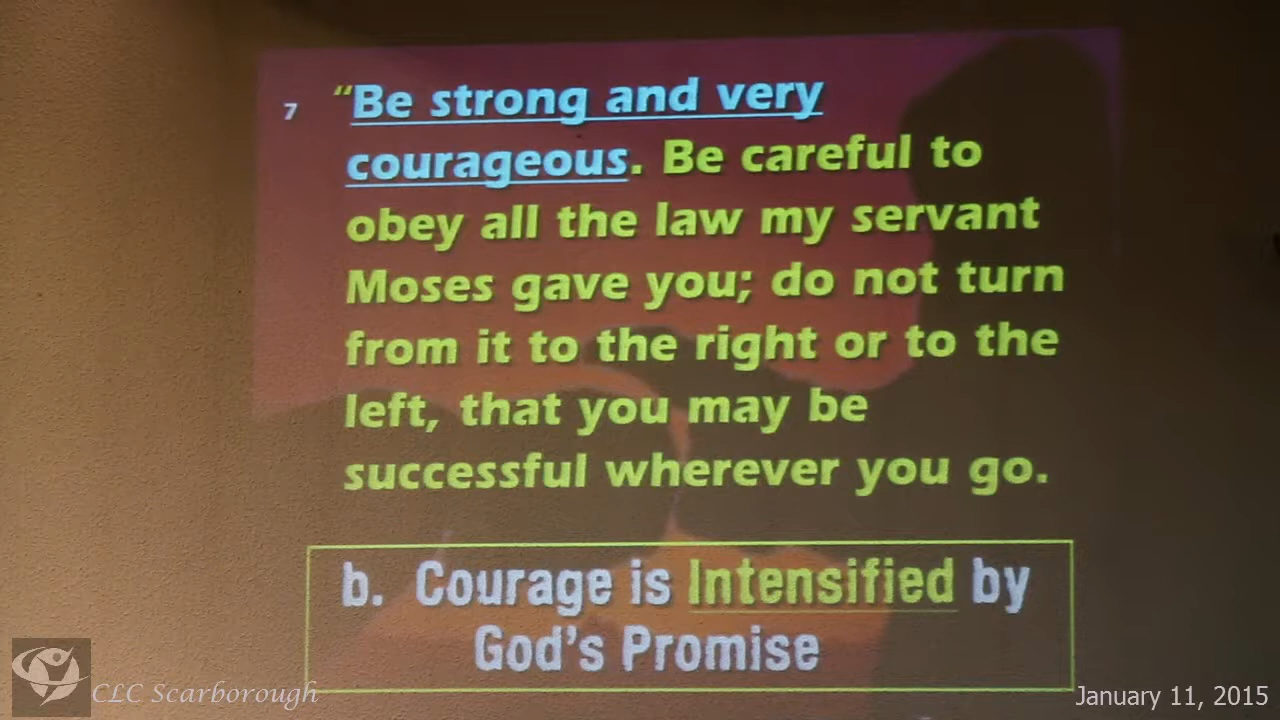 7 “Be strong and very
courageous. Be careful to
obey all the law my servant
Moses gave you; do not turn
from it to the right or to the
left, that you may be
successful wherever you go.
b. Courage is Intensified by
God’s Promise
CLC Scarborough
January 11, 2015